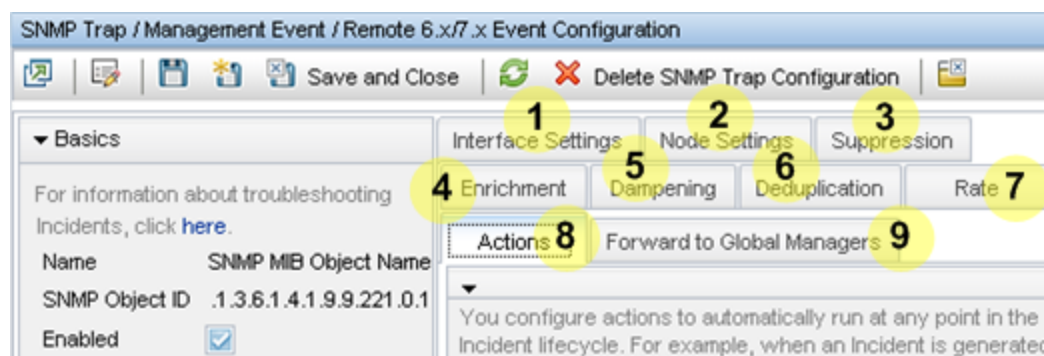 SNMP Trap / Management Event / Remote 6.x/7.x Event Configuration
Save and Close Delete SNMP Trap Configuration
Basics
1 2 3
Interface Settings Node Settings Suppression
5 6
4 Enrichment Dampening Deduplication Rate 7
For information about troubleshooting
Incidents, click here.
Actions 8 Forward to Global Managers 9
Name SNMP MIB Object Name
SNMP Object ID .1.3.6.1.4.1.9.9.221.0.1
Enabled
You configure actions to automatically run at any point in the
Incident lifecycle. For example, when an Incident is generated